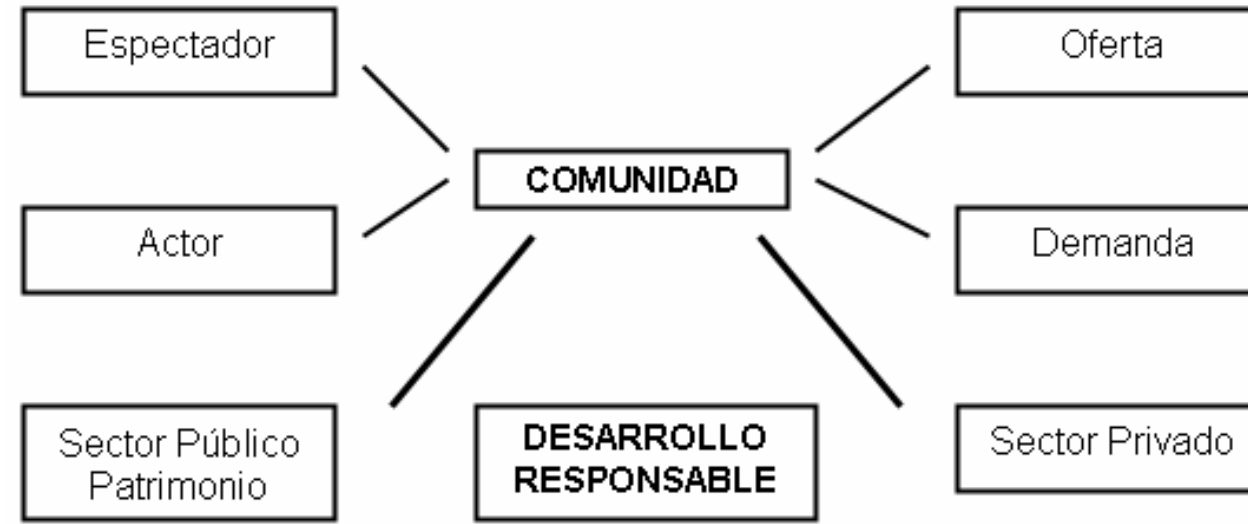 Espectador
Oferta
COMUNIDAD
Actor
Demanda
Sector Público
Patrimonio
DESARROLLO
RESPONSABLE
Sector Privado